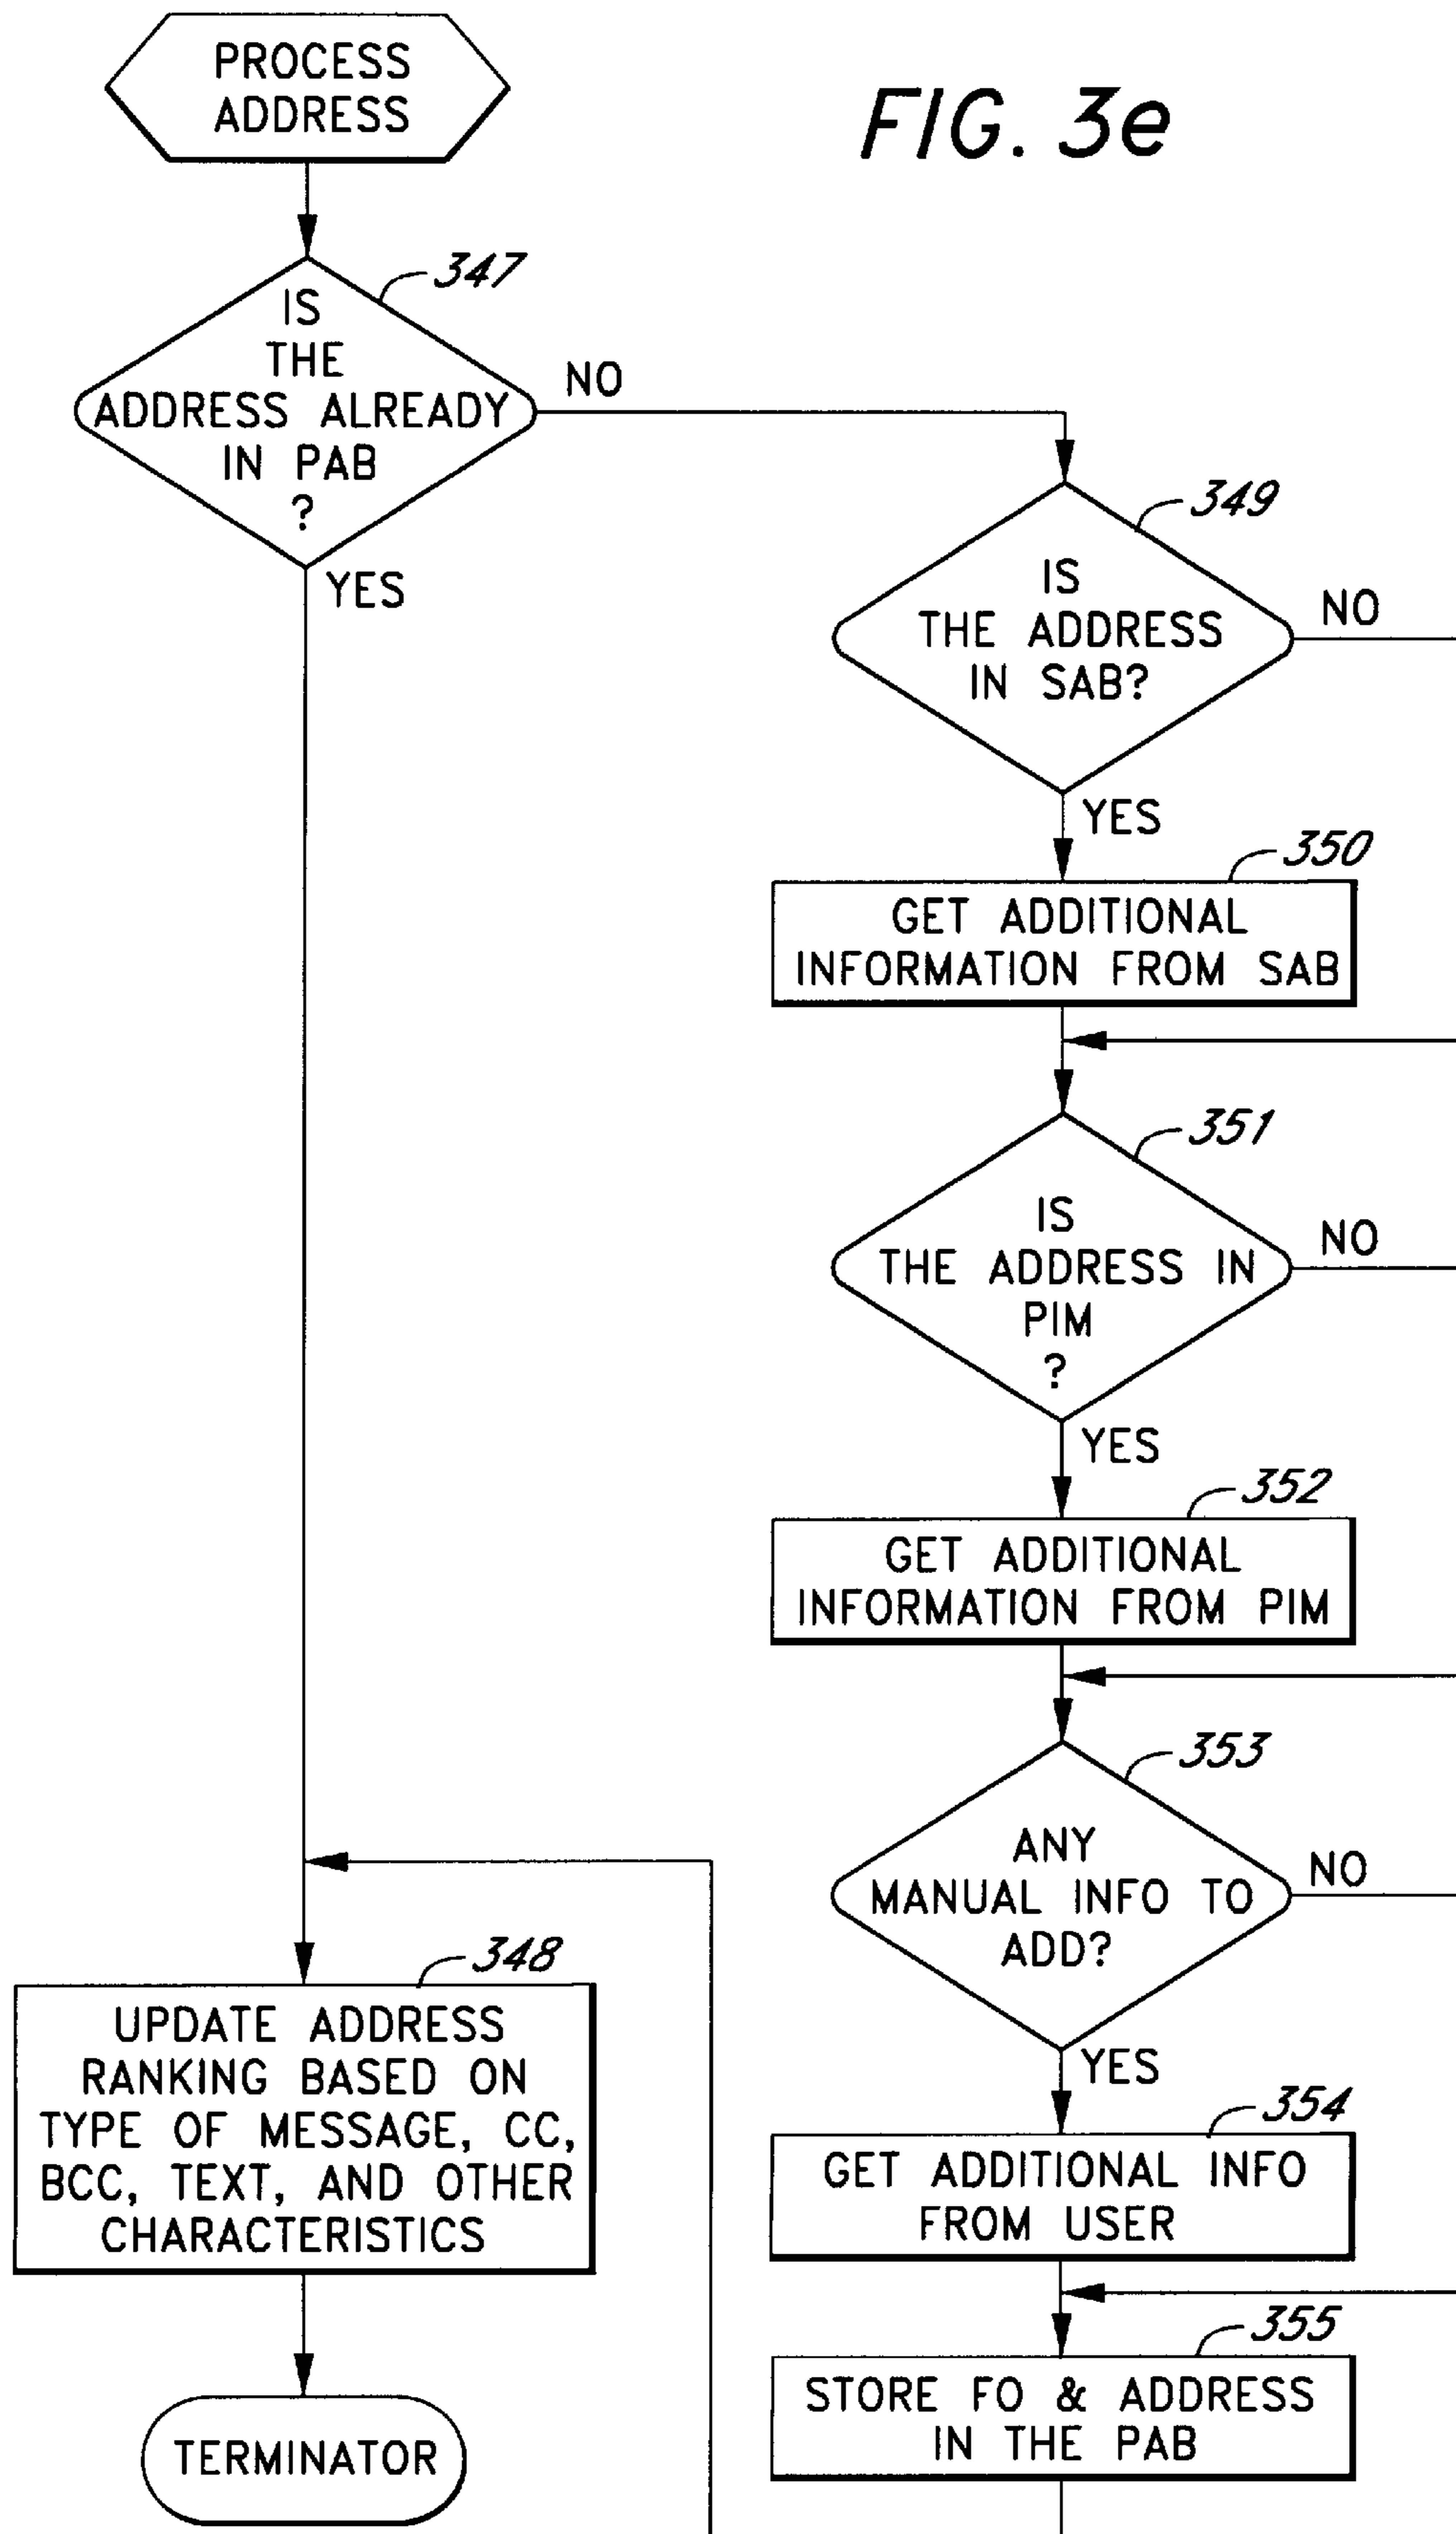 PROCESS
ADDRESS
FIG. 3e
347
IS
THE
ADDRESS ALREADY
IN PAB
?
NO
YES
349
IS
THE ADDRESS
IN SAB?
NO
YES
350
GET ADDITIONAL
INFORMATION FROM SAB
351
IS
THE ADDRESS IN
PIM
?
NO
YES
352
GET ADDITIONAL
INFORMATION FROM PIM
353
ANY
MANUAL INFO TO
ADD?
NO
YES
354
GET ADDITIONAL INFO
FROM USER
355
STORE FO & ADDRESS
IN THE PAB
348
UPDATE ADDRESS
RANKING BASED ON
TYPE OF MESSAGE, CC,
BCC, TEXT, AND OTHER
CHARACTERISTICS
TERMINATOR